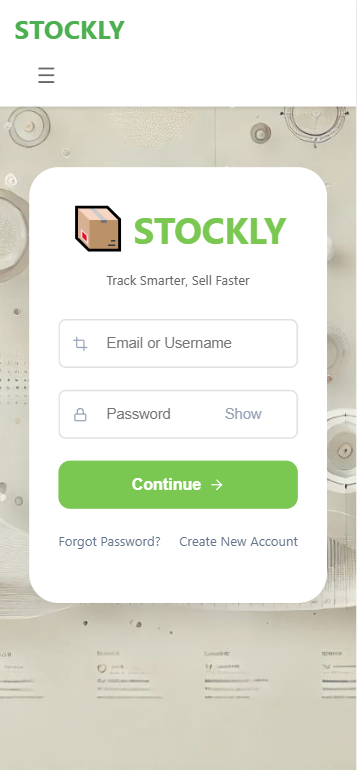 STOCKLY
STOCKLY
Track Smarter, Sell Faster
Email or Username
Password Show
Continue →
Forgot Password? Create New Account